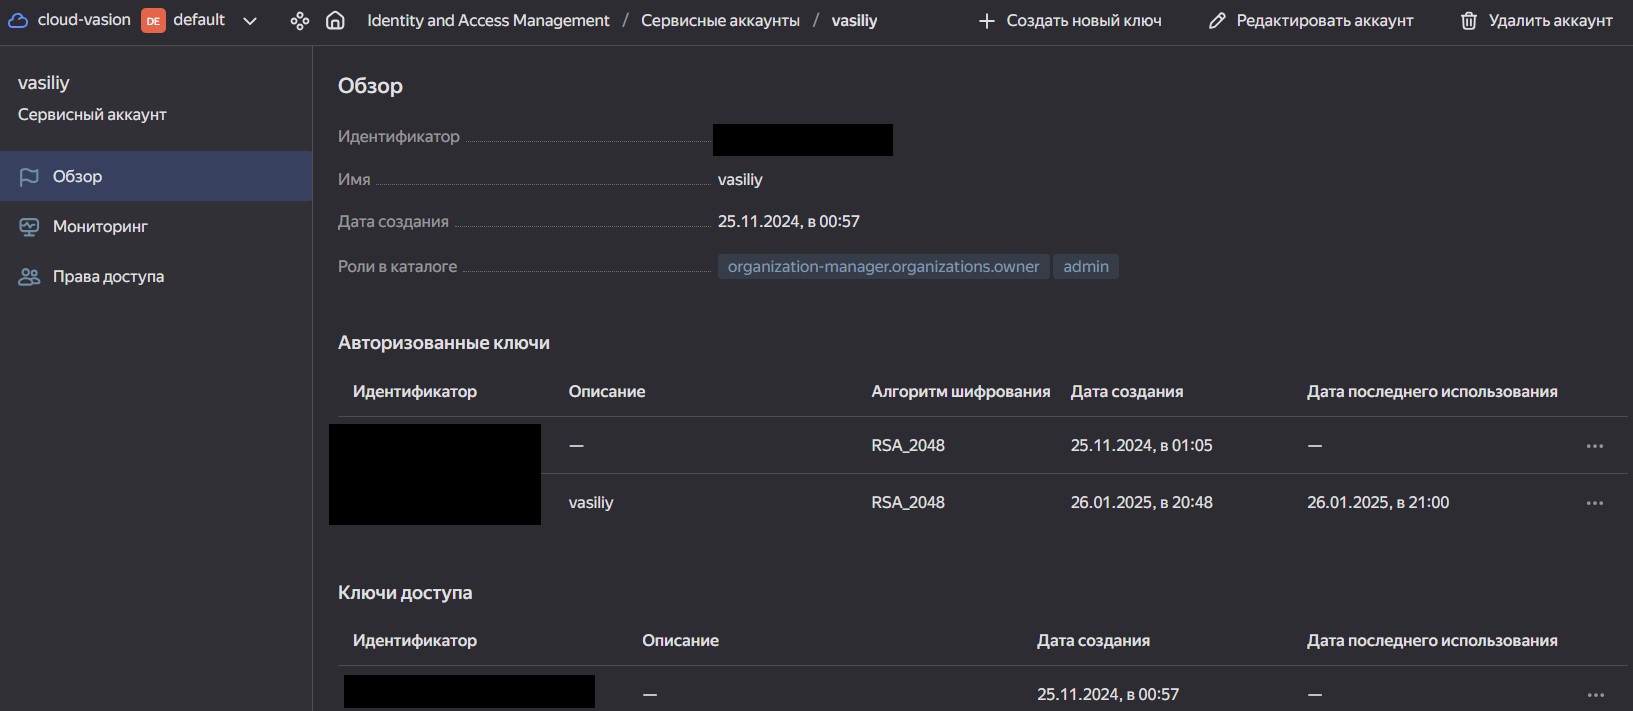 cloud-vasion DE default Identity and Access Management / Сервисные аккаунты / vasiliy Создать новый ключ Редактировать аккаунт Удалить аккаунт
vasiliy
Сервисный аккаунт
Обзор
Мониторинг
Права доступа
Обзор
Идентификатор
Имя vasiliy
Дата создания 25.11.2024, в 00:57
Роли в каталоге organization-manager.organizations.owner admin
Авторизованные ключи
Идентификатор Описание Алгоритм шифрования Дата создания Дата последнего использования
— RSA_2048 25.11.2024, в 01:05 —
vasiliy RSA_2048 26.01.2025, в 20:48 26.01.2025, в 21:00
Ключи доступа
Идентификатор Описание Дата создания Дата последнего использования
— 25.11.2024, в 00:57 —